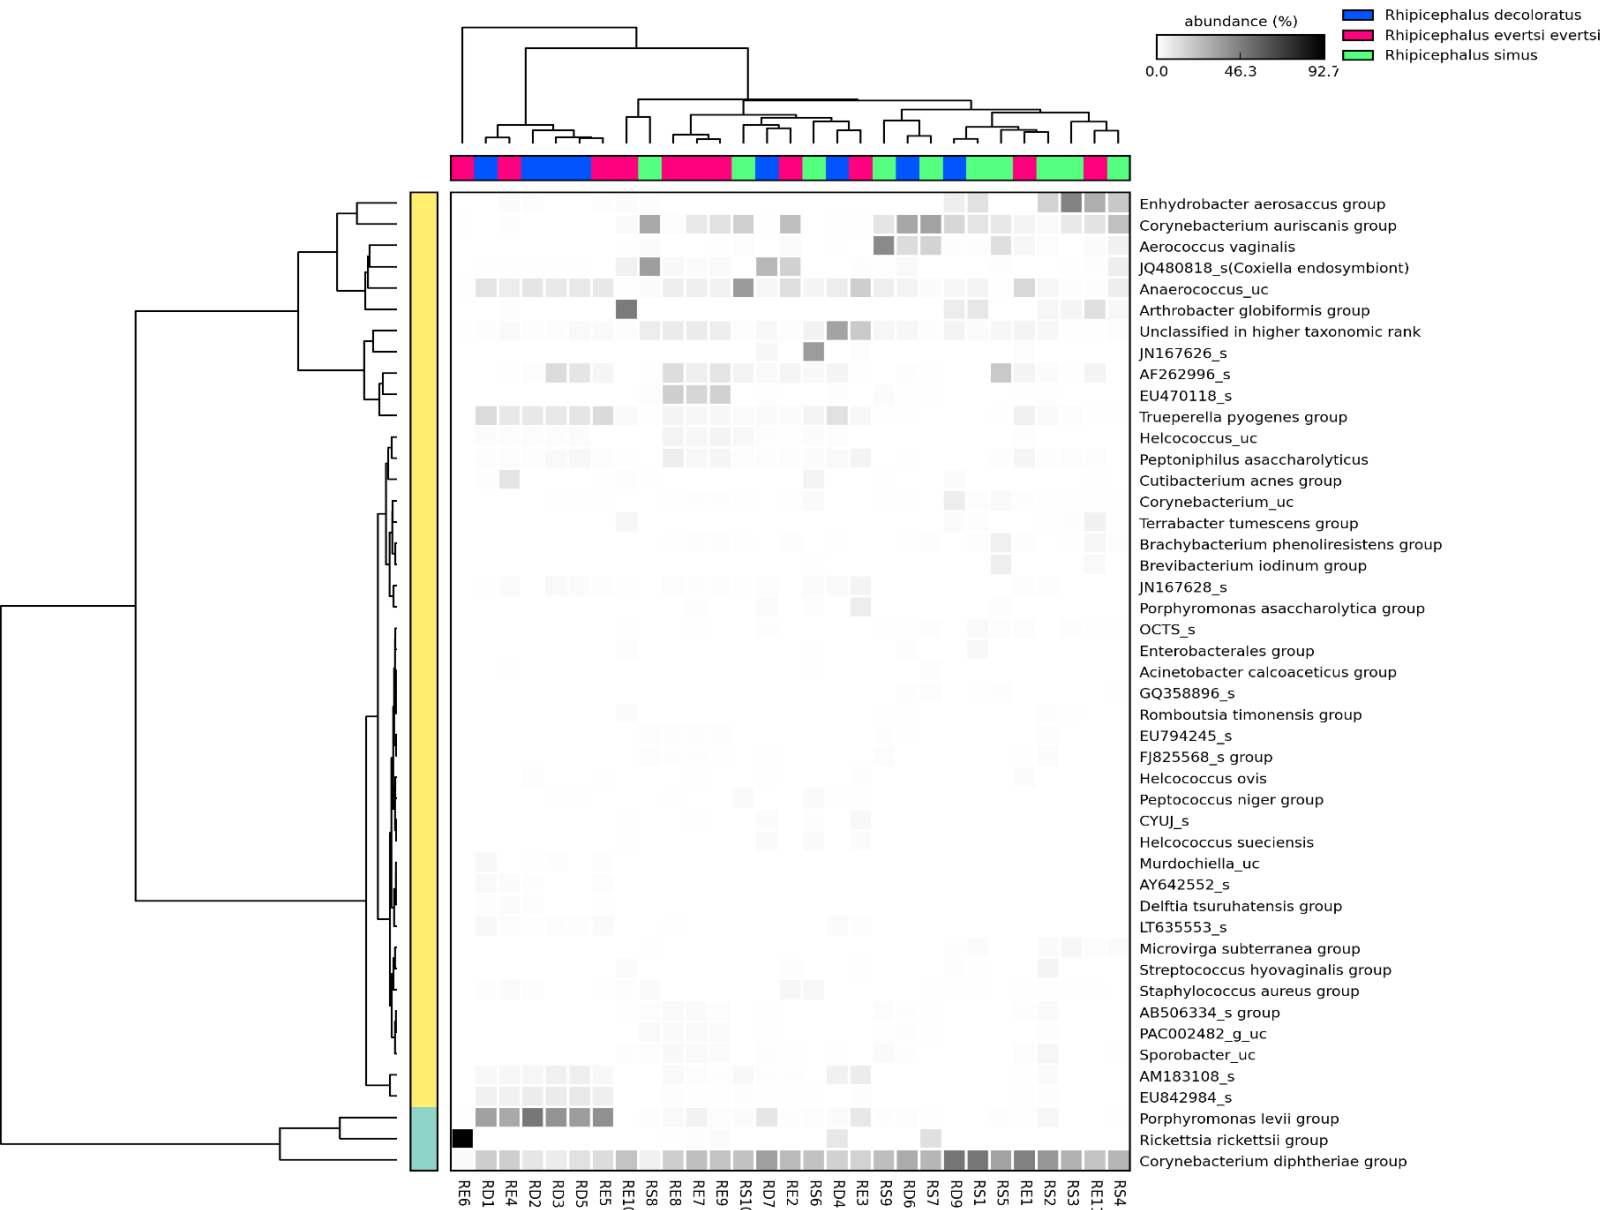 abundance (%)
0.0 46.3 92.7
Rhipicephalus decoloratus
Rhipicephalus evertsi evertsi
Rhipicephalus simus
Enhydrobacter aerosaccus group
Corynebacterium auriscanis group
Aerococcus vaginalis
JQ480818_s(Coxiella endosymbiont)
Anaerococcus_uc
Arthrobacter globiformis group
Unclassified in higher taxonomic rank
JN167626_s
AF262996_s
EU470118_s
Trueperella pyogenes group
Helcococcus_uc
Peptoniphilus asaccharolyticus
Cutibacterium acnes group
Corynebacterium_uc
Terrabacter tumescens group
Brachybacterium phenoliresistens group
Brevibacterium iodinum group
JN167628_s
Porphyromonas asaccharolytica group
OCTS_s
Enterobacterales group
Acinetobacter calcoaceticus group
GQ358896_s
Romboutsia timonensis group
EU794245_s
FJ825568_s group
Helcococcus ovis
Peptococcus niger group
CYUJ_s
Helcococcus sueciensis
Murdochiella_uc
AY642552_s
Delftia tsuruhatensis group
LT635553_s
Microvirga subterranea group
Streptococcus hyovaginalis group
Staphylococcus aureus group
AB506334_s group
PAC002482_g_uc
Sporobacter_uc
AM183108_s
EU842984_s
Porphyromonas levii group
Rickettsia rickettsii group
Corynebacterium diphtheriae group
RE6 RD1 RE4 RD2 RD3 RD5 RE5 RS8 RE8 RE7 RE9 RD7 RE2 RS6 RD4 RE3 RS9 RD6 RS7 RD9 RS1 RS5 RE1 RS2 RS3 RS4